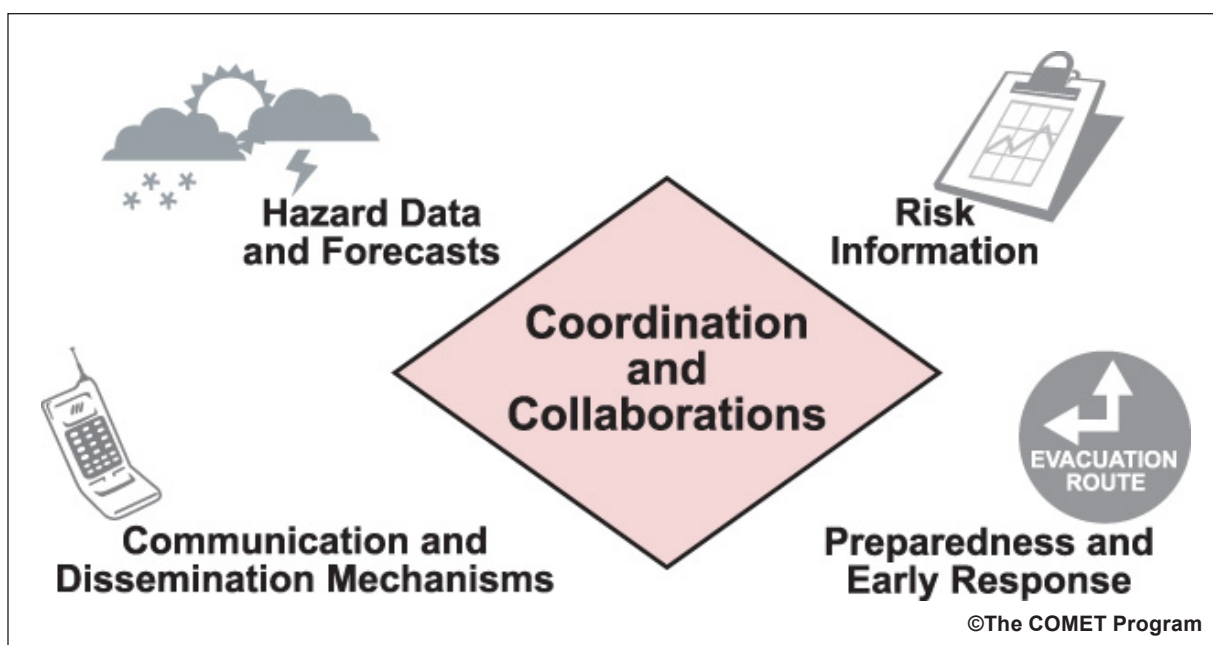 Hazard Data
and Forecasts
Risk
Information
Coordination
and
Collaborations
EVACUATION
ROUTE
Communication and
Dissemination Mechanisms
Preparedness and
Early Response
©The COMET Program